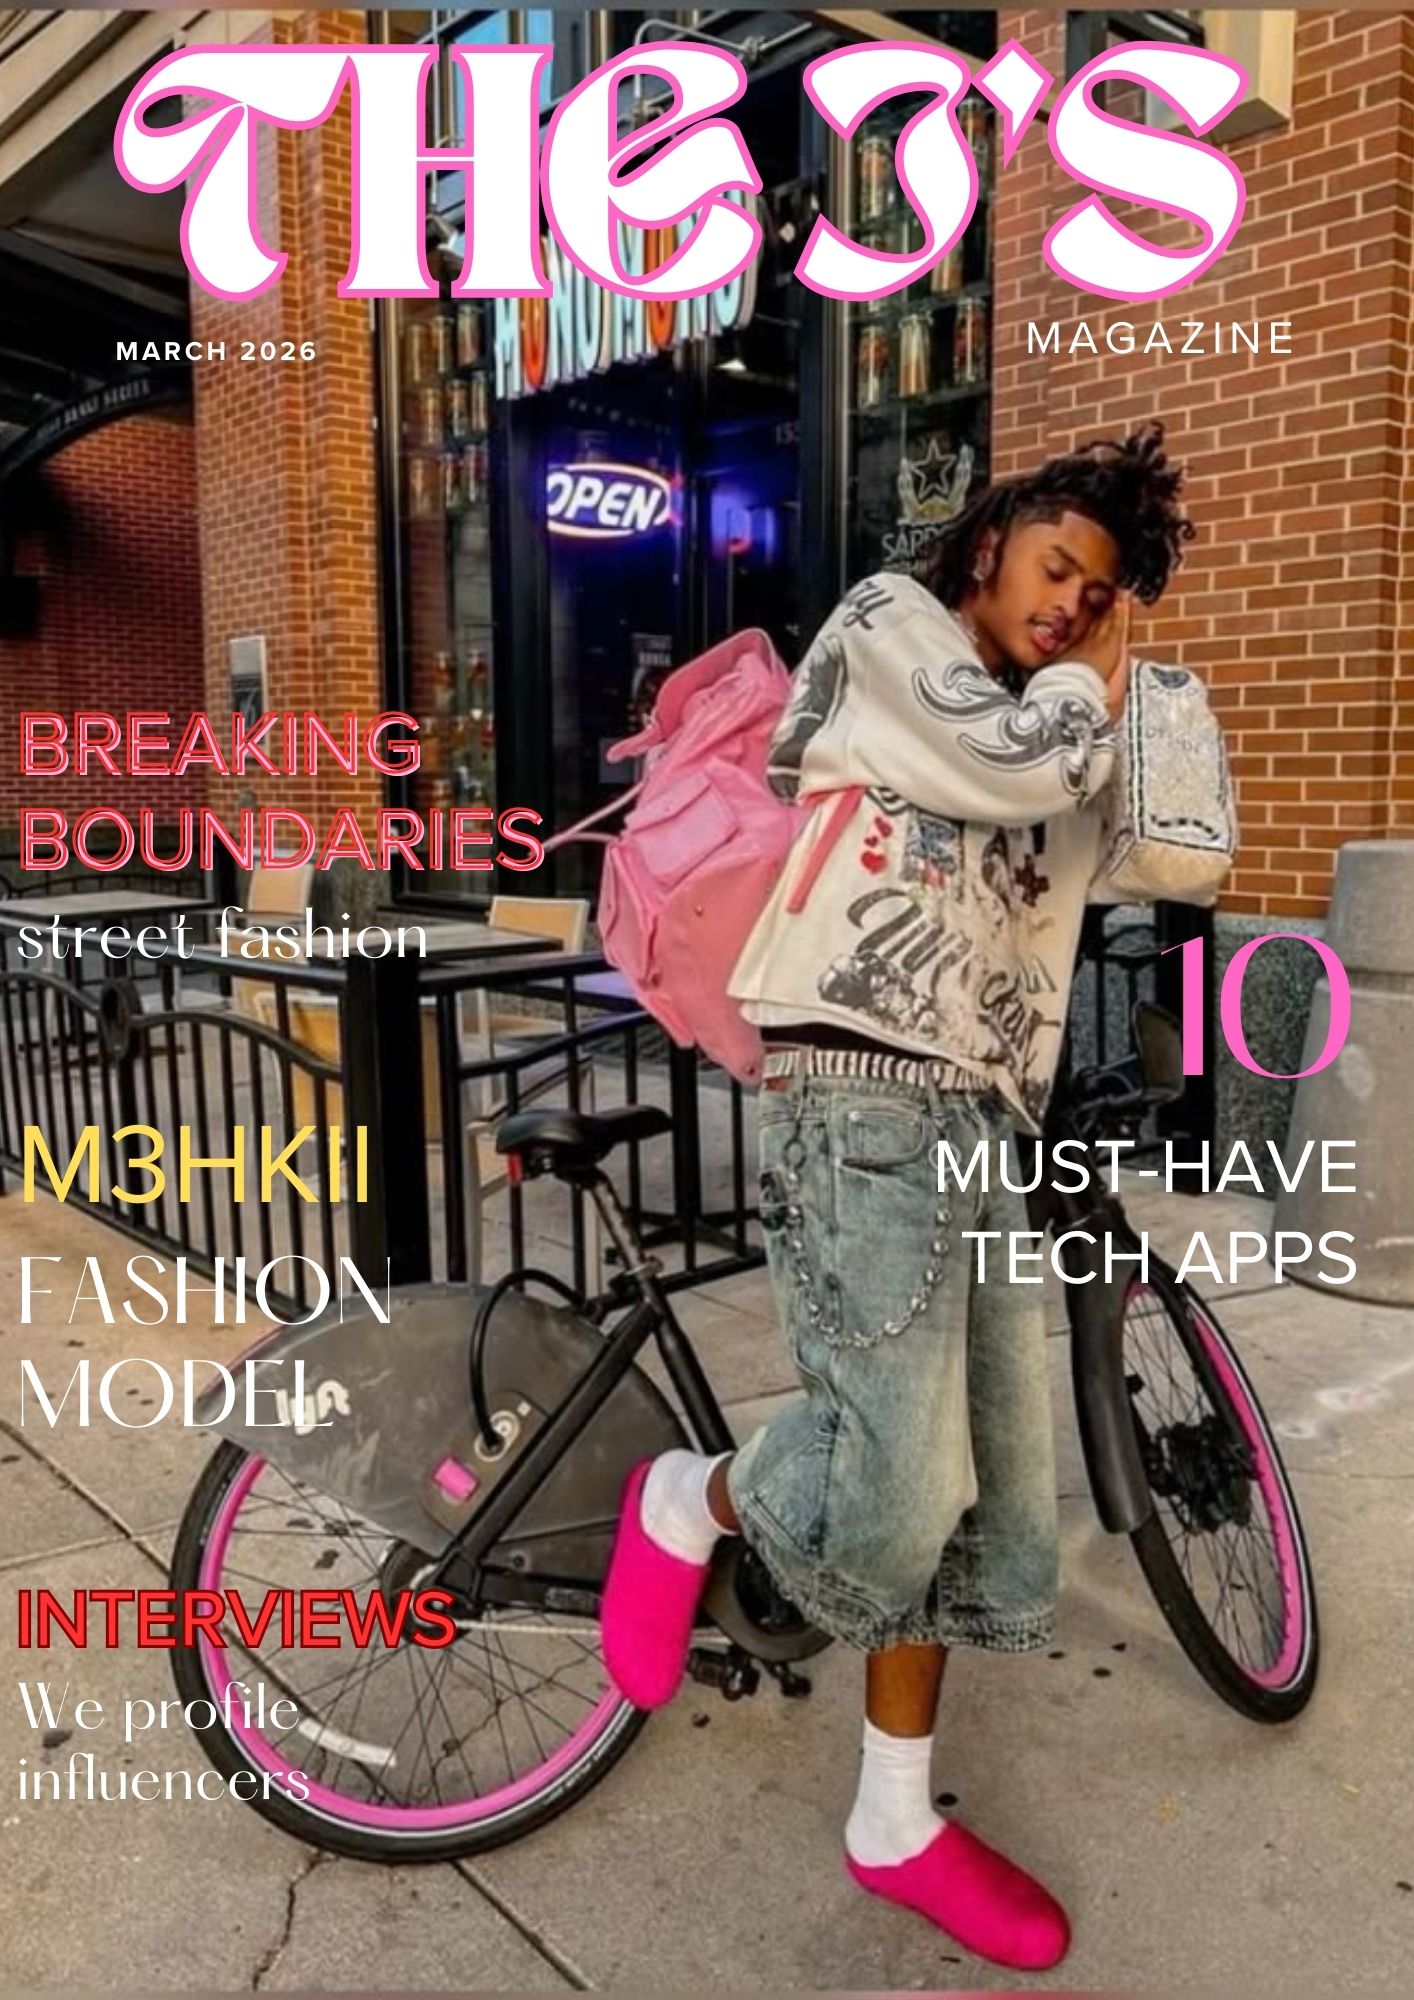 THE J'S
MAGAZINE
MARCH 2026
OPEN
BREAKING
BOUNDARIES
street fashion
10
MUST-HAVE
TECH APPS
M3HKII
FASHION
MODEL
lyft
INTERVIEWS
We profile
influencers